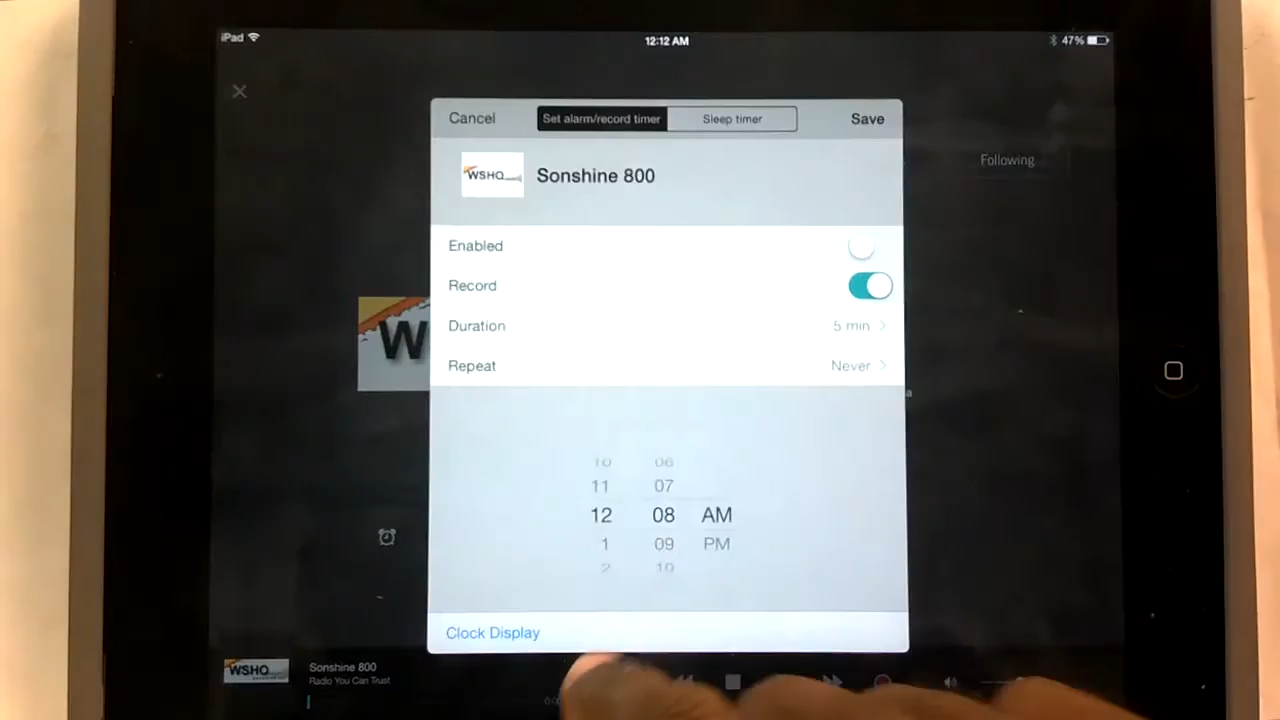 iPad
12:12 AM
47%
Cancel
Set alarm/record timer
Sleep timer
Save
WSHO
Sonshine 800
Following
Enabled
Record
Duration
5 min
Repeat
Never
W
10 06
11 07
12 08 AM
1 09 PM
2 10
Clock Display
WSHO
Sonshine 800
Radio You Can Trust